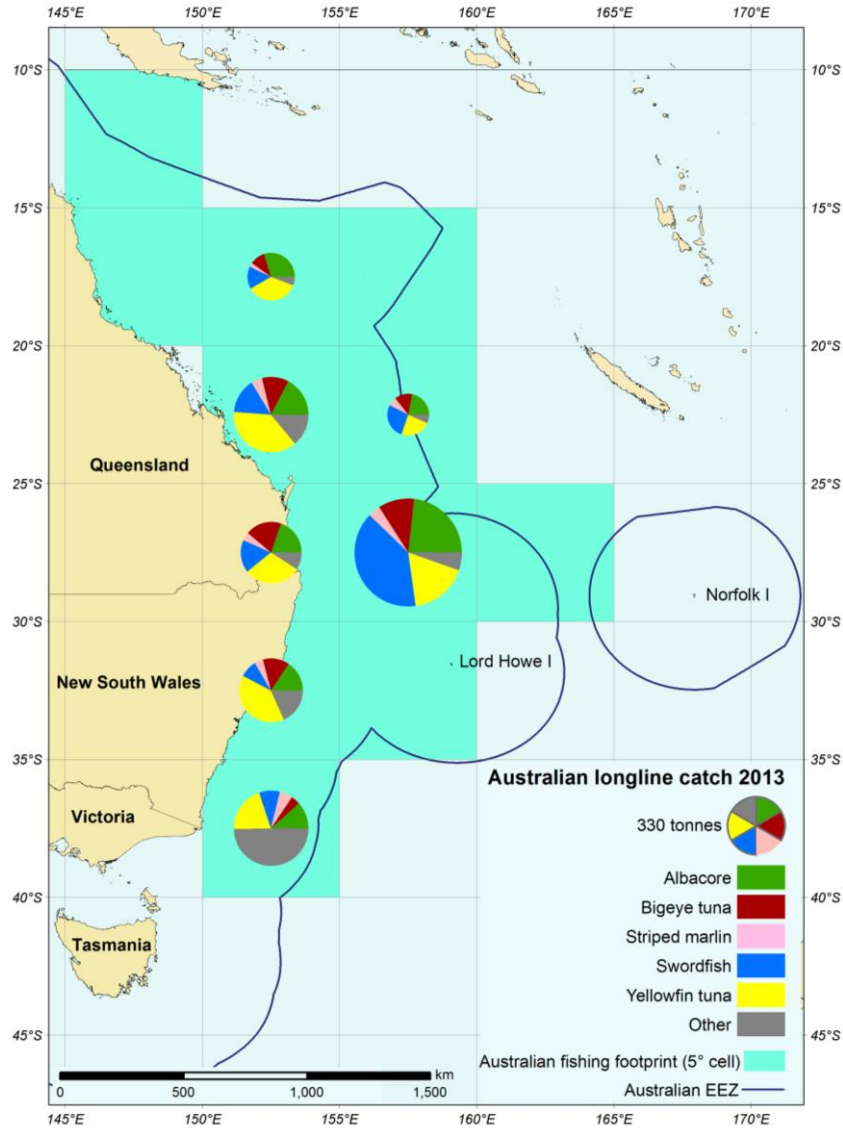 145°E 150°E 155°E 160°E 165°E 170°E
10°S 10°S
15°S 15°S
20°S 20°S
Queensland
25°S 25°S
Norfolk I
30°S 30°S
Lord Howe I
New South Wales
35°S 35°S
Australian longline catch 2013
Victoria
330 tonnes
Albacore
40°S 40°S
Bigeye tuna
Striped marlin
Tasmania
Swordfish
Yellowfin tuna
Other
45°S 45°S
Australian fishing footprint (5° cell)
km
Australian EEZ
0 500 1,000 1,500
145°E 150°E 155°E 160°E 165°E 170°E